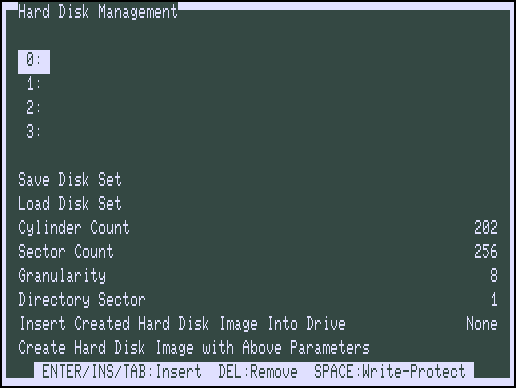 Hard Disk Management
0:
1:
2:
3:
Save Disk Set
Load Disk Set
Cylinder Count 202
Sector Count 256
Granularity 8
Directory Sector 1
Insert Created Hard Disk Image Into Drive None
Create Hard Disk Image with Above Parameters
ENTER/INS/TAB:Insert DEL:Remove SPACE:Write-Protect